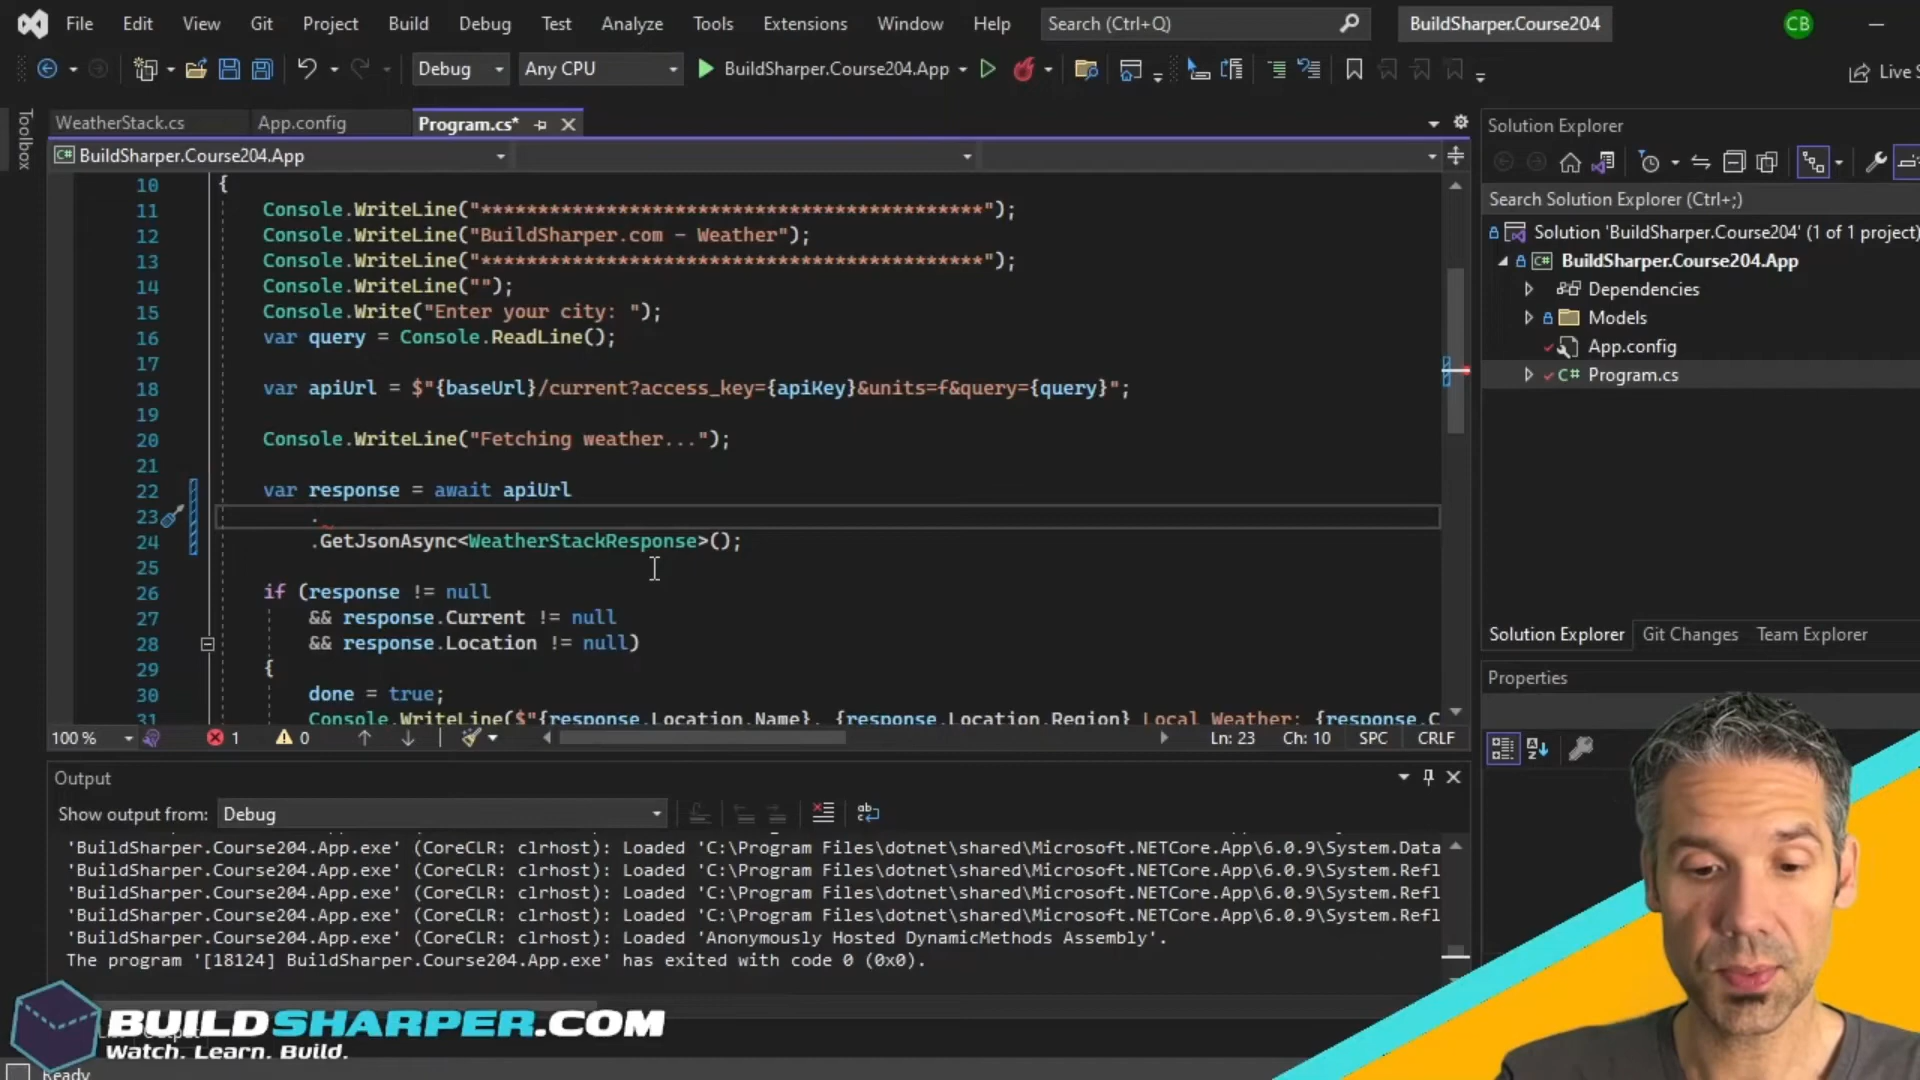 File Edit View Git Project Build Debug Test Analyze Tools Extensions Window Help Search (Ctrl+Q) BuildSharper.Course204 CB
Debug Any CPU BuildSharper.Course204.App Live S
Toolbox
WeatherStack.cs App.config Program.cs*
BuildSharper.Course204.App
10 {
11 Console.WriteLine("********************************************");
12 Console.WriteLine("BuildSharper.com - Weather");
13 Console.WriteLine("********************************************");
14 Console.WriteLine("");
15 Console.Write("Enter your city: ");
16 var query = Console.ReadLine();
17
18 var apiUrl = $"{baseUrl}/current?access_key={apiKey}&units=f&query={query}";
19
20 Console.WriteLine("Fetching weather...");
21
22 var response = await apiUrl
23 .
24 .GetJsonAsync<WeatherStackResponse>();
25
26 if (response != null
27 && response.Current != null
28 && response.Location != null)
29 {
30 done = true;
31 Console.WriteLine($"{response.Location.Name}, {response.Location.Region} Local Weather: {response.C
100 % 1 0 Ln: 23 Ch: 10 SPC CRLF
Output
Show output from: Debug
'BuildSharper.Course204.App.exe' (CoreCLR: clrhost): Loaded 'C:\Program Files\dotnet\shared\Microsoft.NETCore.App\6.0.9\System.Data
'BuildSharper.Course204.App.exe' (CoreCLR: clrhost): Loaded 'C:\Program Files\dotnet\shared\Microsoft.NETCore.App\6.0.9\System.Refl
'BuildSharper.Course204.App.exe' (CoreCLR: clrhost): Loaded 'C:\Program Files\dotnet\shared\Microsoft.NETCore.App\6.0.9\System.Refl
'BuildSharper.Course204.App.exe' (CoreCLR: clrhost): Loaded 'C:\Program Files\dotnet\shared\Microsoft.NETCore.App\6.0.9\System.Refl
'BuildSharper.Course204.App.exe' (CoreCLR: clrhost): Loaded 'Anonymously Hosted DynamicMethods Assembly'.
The program '[18124] BuildSharper.Course204.App.exe' has exited with code 0 (0x0).
Solution Explorer
Search Solution Explorer (Ctrl+;)
Solution 'BuildSharper.Course204' (1 of 1 project)
BuildSharper.Course204.App
Dependencies
Models
App.config
Program.cs
Solution Explorer Git Changes Team Explorer
Properties
BUILDSHARPER.COM
Watch. Learn. Build.
Ready